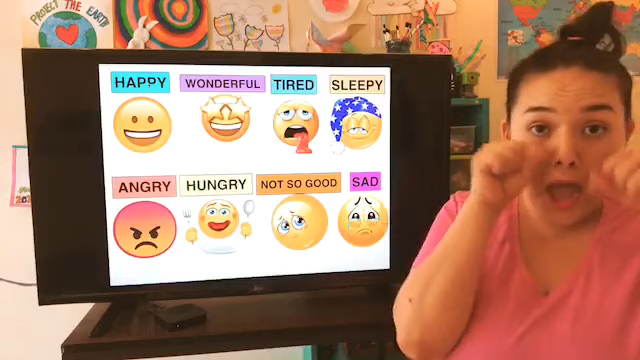 PROTECT THE EARTH
HAPPY
WONDERFUL
TIRED
SLEEPY
ANGRY
HUNGRY
NOT SO GOOD
SAD